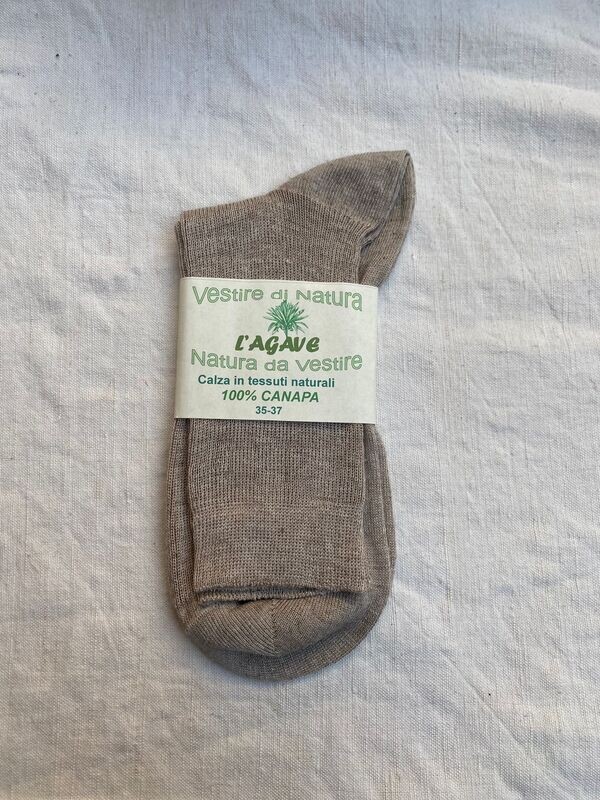 Vestire di Natura
L'AGAVE
Natura da Vestire
Calza in tessuti naturali
100% CANAPA
35-37